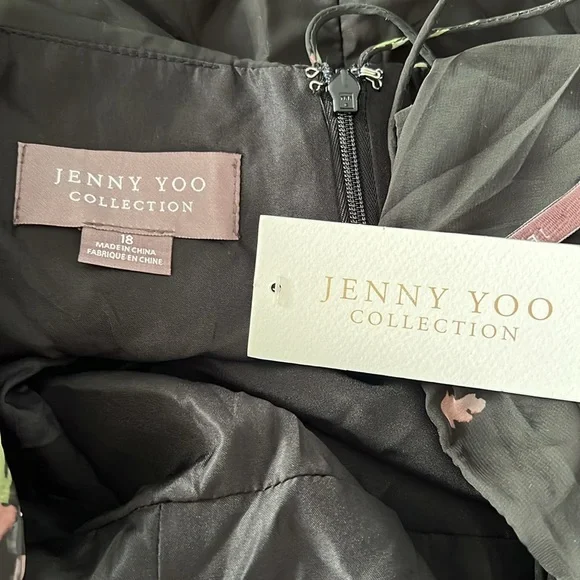 JENNY YOO
COLLECTION
18
MADE IN CHINA
FABRIQUE EN CHINE
JENNY YOO
COLLECTION